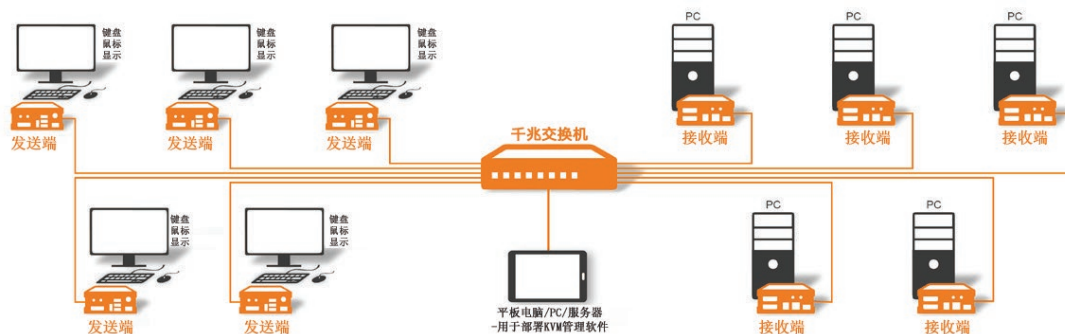 键盘
鼠标
显示
键盘
鼠标
显示
键盘
鼠标
显示
PC
PC
PC
发送端
发送端
发送端
千兆交换机
接收端
接收端
接收端
键盘
鼠标
显示
键盘
鼠标
显示
PC
PC
发送端
发送端
平板电脑/PC/服务器
-用于部署KVM管理软件
接收端
接收端